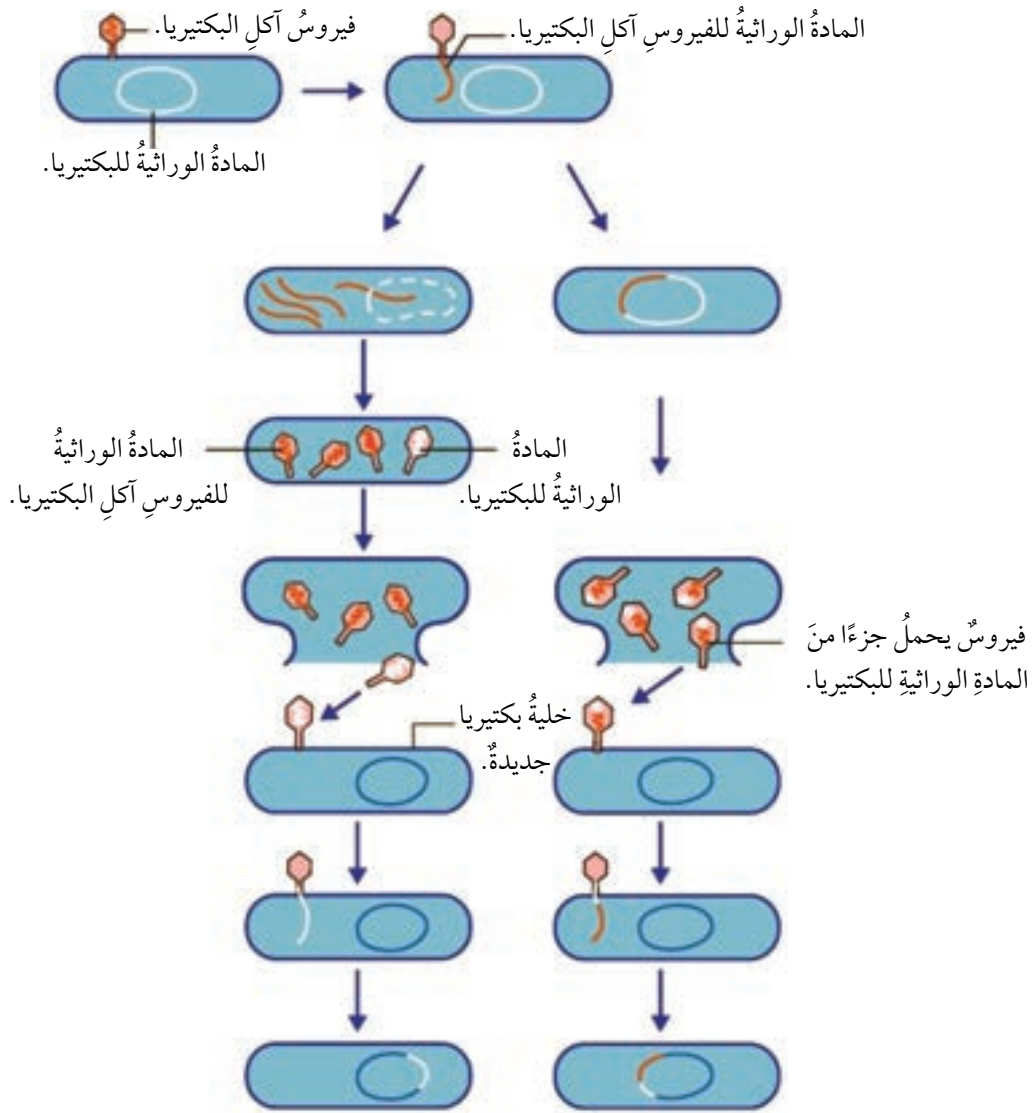 فيروسُ آكلِ البكتيريا.
المادةُ الوراثيةُ للفيروسِ آكلِ البكتيريا.
المادةُ الوراثيةُ للبكتيريا.
المادةُ
الوراثيةُ للبكتيريا.
المادةُ الوراثيةُ
للفيروسِ آكلِ البكتيريا.
فيروسٌ يحملُ جزءًا منَ
المادةِ الوراثيةِ للبكتيريا.
خليةُ بكتيريا
جديدةٌ.